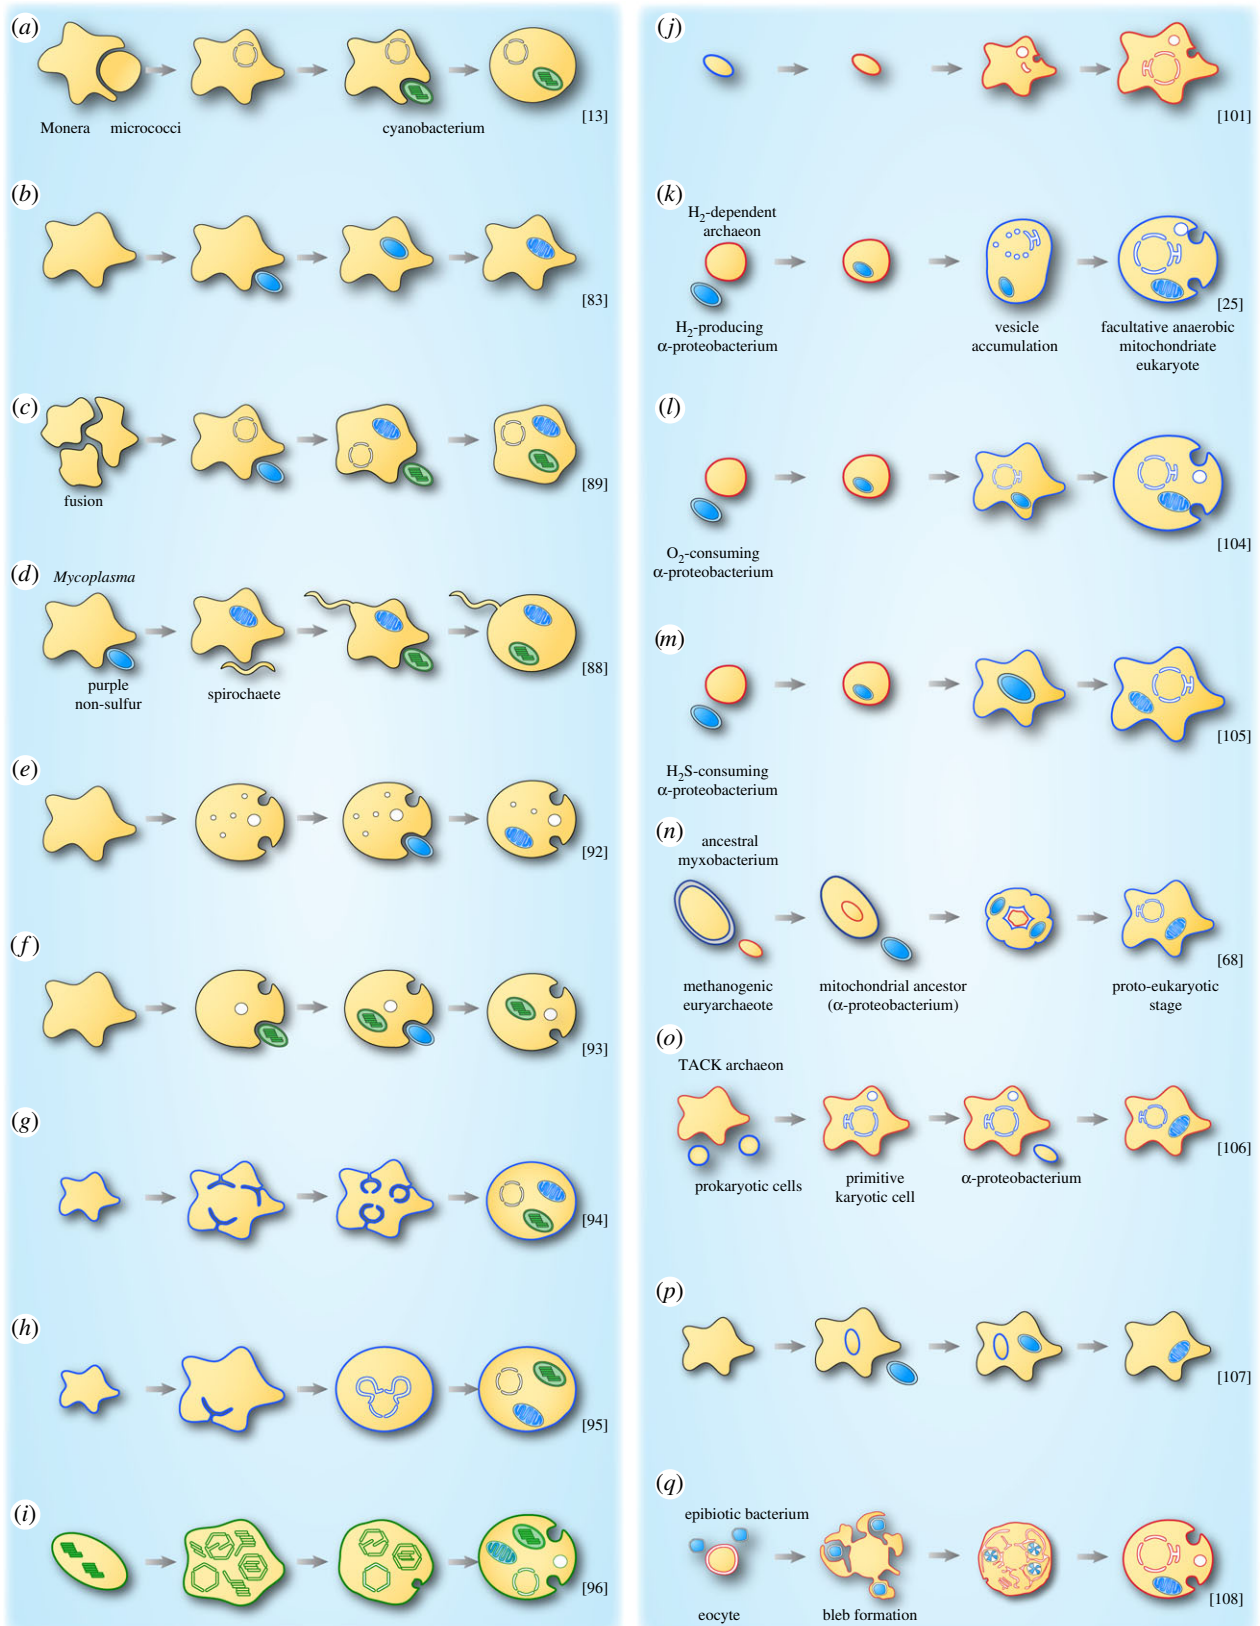 (a)
Monera
micrococci
cyanobacterium
[13]
(b)
[83]
(c)
fusion
[89]
(d)
Mycoplasma
purple
non-sulfur
spirochaete
[88]
(e)
[92]
(f)
[93]
(g)
[94]
(h)
[95]
(i)
[96]
(j)
[101]
(k)
H2-dependent
archaeon
H2-producing
α-proteobacterium
vesicle
accumulation
facultative anaerobic
mitochondriate
eukaryote
[25]
(l)
O2-consuming
α-proteobacterium
[104]
(m)
H2S-consuming
α-proteobacterium
[105]
(n)
ancestral
myxobacterium
methanogenic
euryarchaeote
mitochondrial ancestor
(α-proteobacterium)
proto-eukaryotic
stage
[68]
(o)
TACK archaeon
prokaryotic cells
primitive
karyotic cell
α-proteobacterium
[106]
(p)
[107]
(q)
epibiotic bacterium
eocyte
bleb formation
[108]